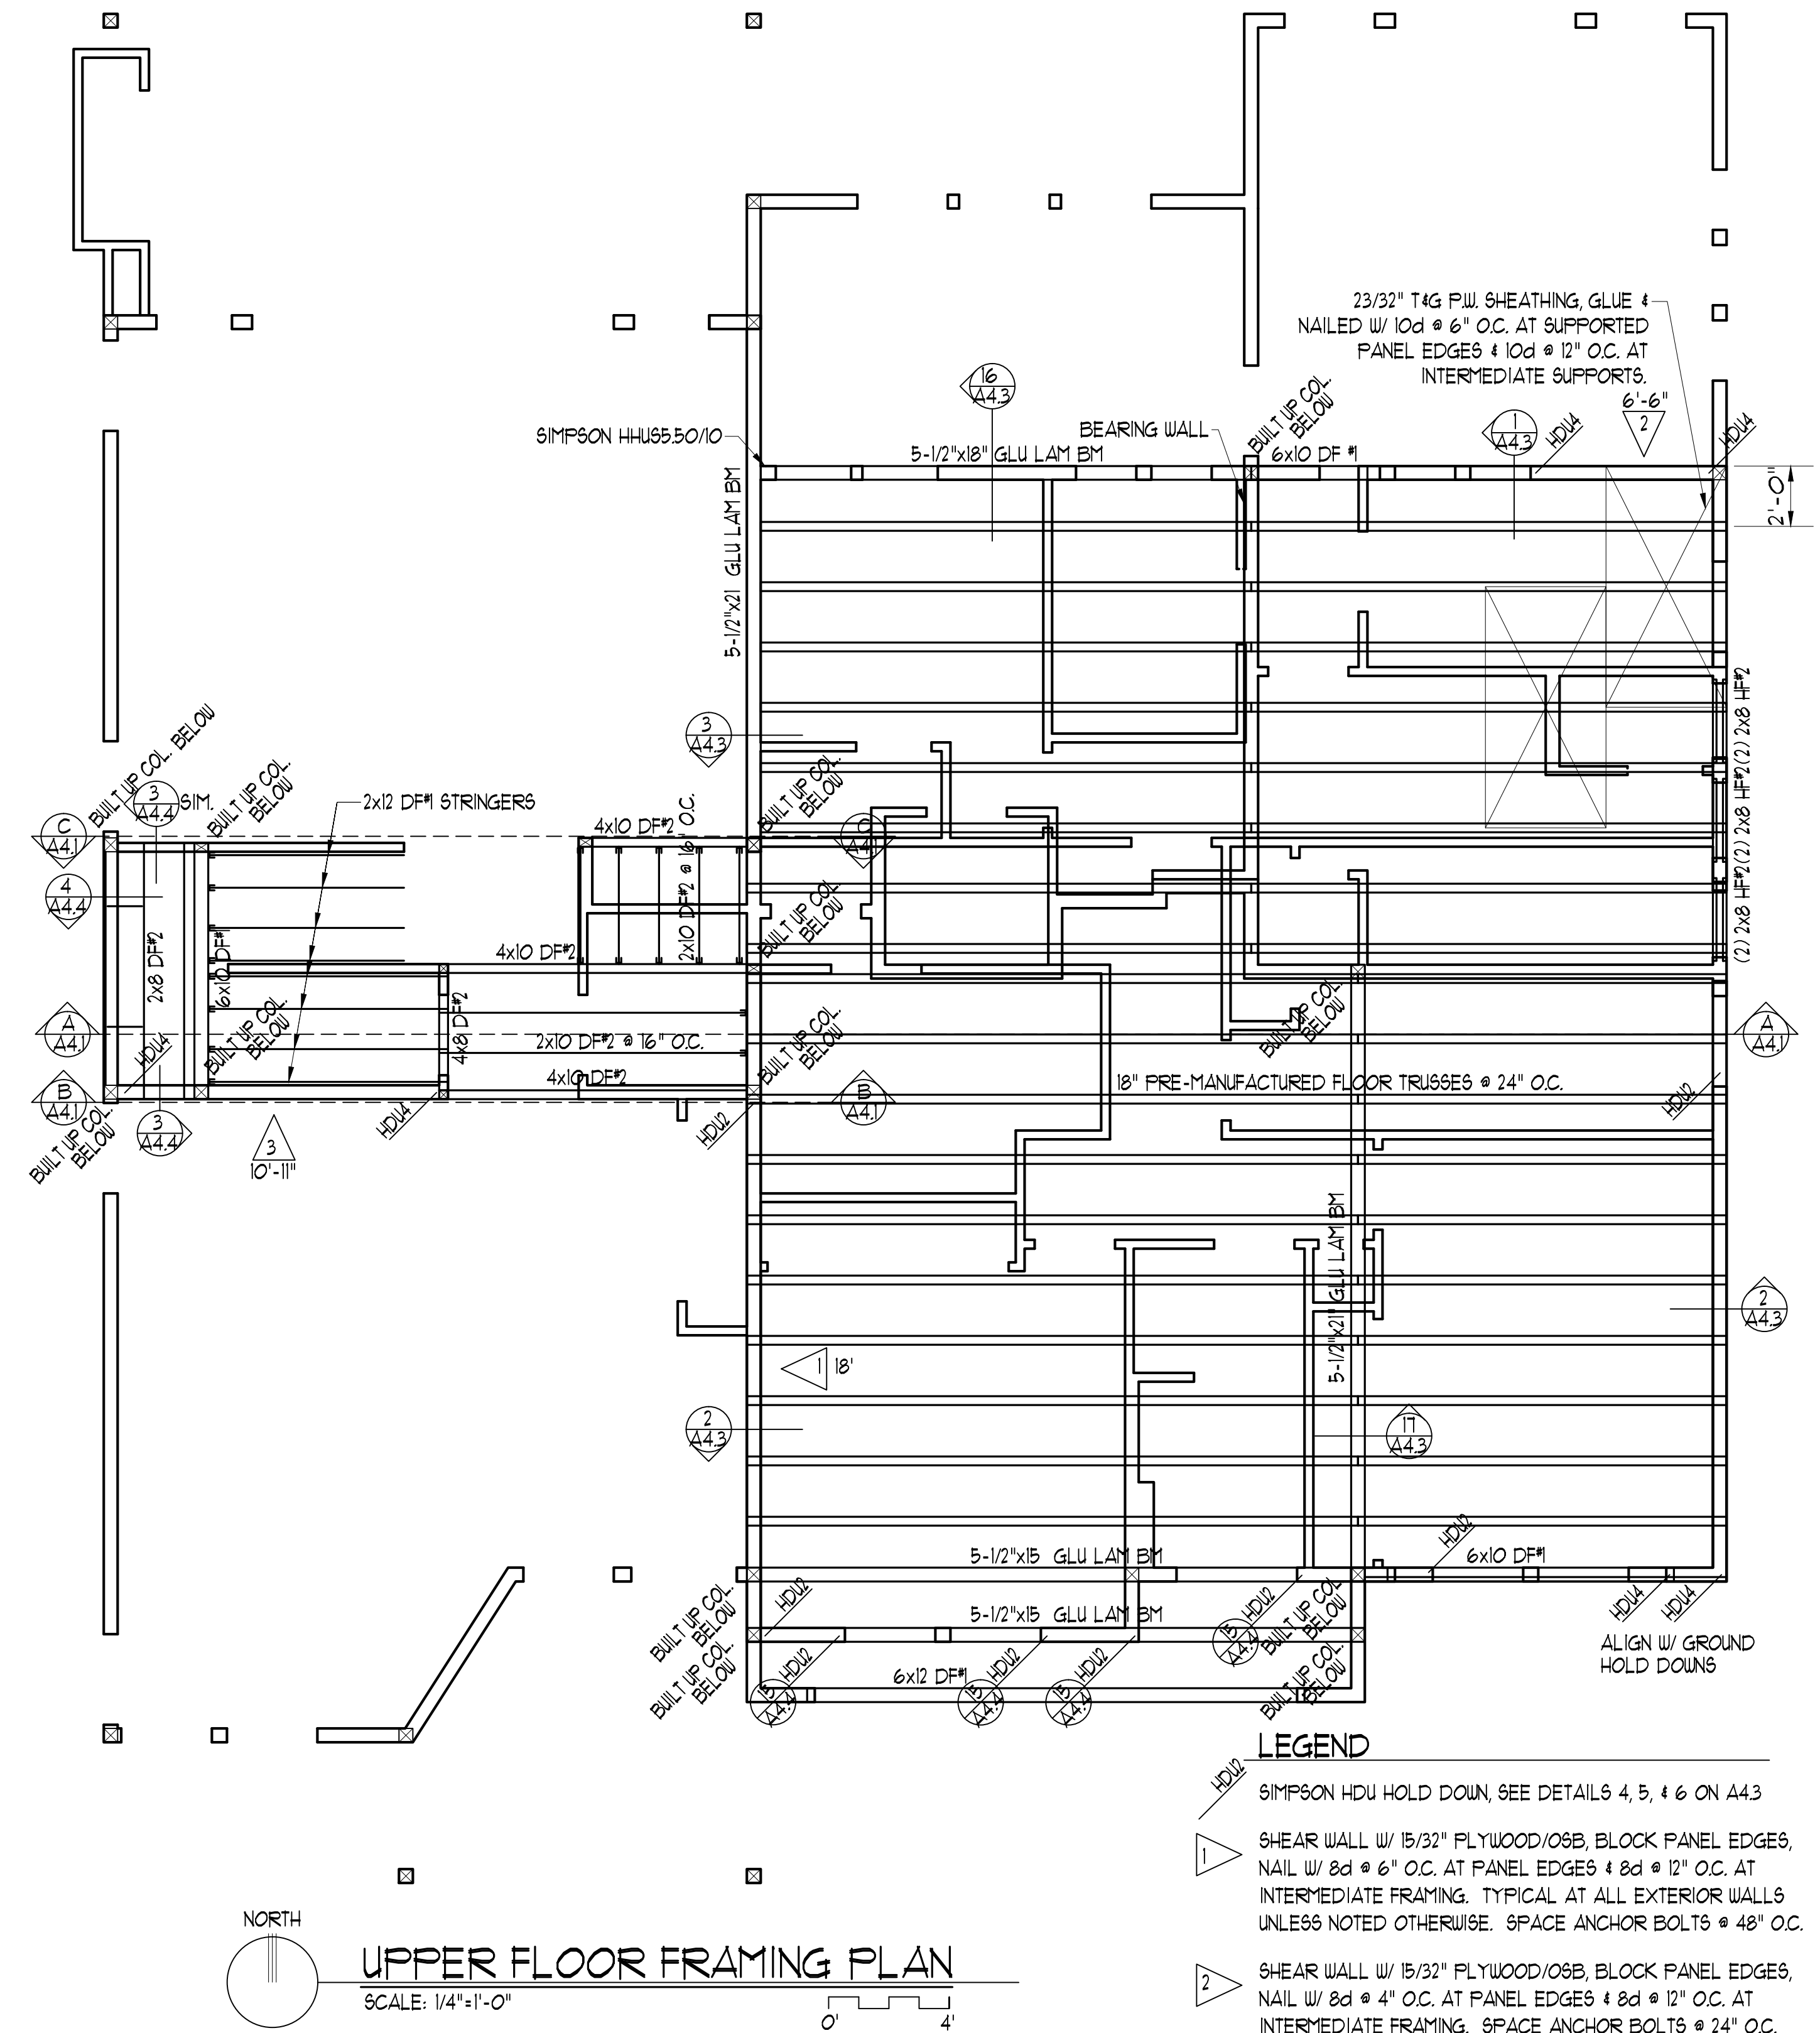 23/32" T&G P.W. SHEATHING, GLUE &
NAILED W/ 10d @ 6" O.C. AT SUPPORTED
PANEL EDGES & 10d @ 12" O.C. AT
INTERMEDIATE SUPPORTS.
16
A4.3
BUILT UP COL.
BELOW
6'-6"
2
1
A4.3
HDU4
HDU4
SIMPSON HHUS5.50/10
BEARING WALL
5-1/2"x18" GLU LAM BM
6x10 DF #1
2'-0"
5-1/2"x21 GLU LAM BM
3
A4.3
(2) 2x8 HF#2
(2) 2x8 HF#2
(2) 2x8 HF#2
BUILT UP COL. BELOW
3
A4.4
SIM.
BUILT UP COL.
BELOW
2x12 DF#1 STRINGERS
C
A4.1
4x10 DF#2
2x10 DF#2 @ 16" O.C.
BUILT UP COL.
BELOW
C
A4.1
4
A4.4
BUILT UP COL.
BELOW
2x8 DF#2
6x10 DF#1
4x10 DF#2
A
A4.1
HDU4
BUILT UP COL.
BELOW
4x8 DF#2
2x10 DF#2 @ 16" O.C.
BUILT UP COL.
BELOW
BUILT UP COL.
BELOW
A
A4.1
4x10 DF#2
18" PRE-MANUFACTURED FLOOR TRUSSES @ 24" O.C.
HDU2
B
A4.1
BUILT UP COL.
BELOW
3
A4.4
3
10'-11"
HDU4
HDU2
B
A4.1
5-1/2"x21" GLU LAM BM
2
A4.3
1
18'
2
A4.3
17
A4.3
5-1/2"x15 GLU LAM BM
HDU2
6x10 DF#1
BUILT UP COL.
BELOW
HDU2
5-1/2"x15 GLU LAM BM
HDU2
15
A4.4
BUILT UP COL.
BELOW
HDU4
HDU4
ALIGN W/ GROUND
HOLD DOWNS
BUILT UP COL.
BELOW
15
A4.4
HDU2
6x12 DF#1
15
A4.4
HDU2
15
A4.4
HDU2
BUILT UP COL.
BELOW
LEGEND
HDU2
SIMPSON HDU HOLD DOWN, SEE DETAILS 4, 5, & 6 ON A4.3
1
SHEAR WALL W/ 15/32" PLYWOOD/OSB, BLOCK PANEL EDGES,
NAIL W/ 8d @ 6" O.C. AT PANEL EDGES & 8d @ 12" O.C. AT
INTERMEDIATE FRAMING. TYPICAL AT ALL EXTERIOR WALLS
UNLESS NOTED OTHERWISE. SPACE ANCHOR BOLTS @ 48" O.C.
2
SHEAR WALL W/ 15/32" PLYWOOD/OSB, BLOCK PANEL EDGES,
NAIL W/ 8d @ 4" O.C. AT PANEL EDGES & 8d @ 12" O.C. AT
INTERMEDIATE FRAMING. SPACE ANCHOR BOLTS @ 24" O.C.
NORTH
UPPER FLOOR FRAMING PLAN
SCALE: 1/4"=1'-0"
0'
4'